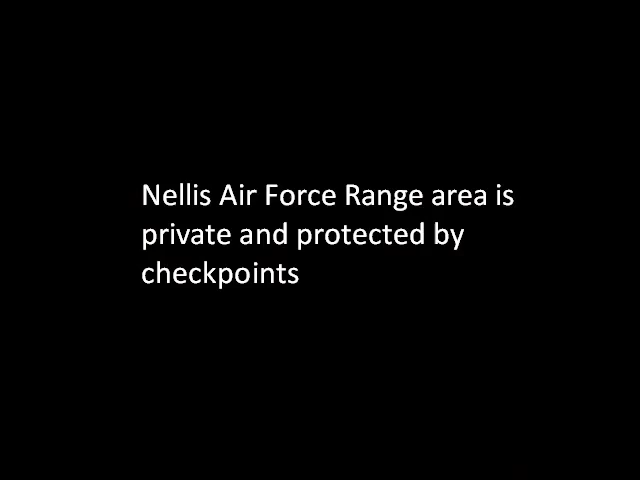 Nellis Air Force Range area is
private and protected by
checkpoints